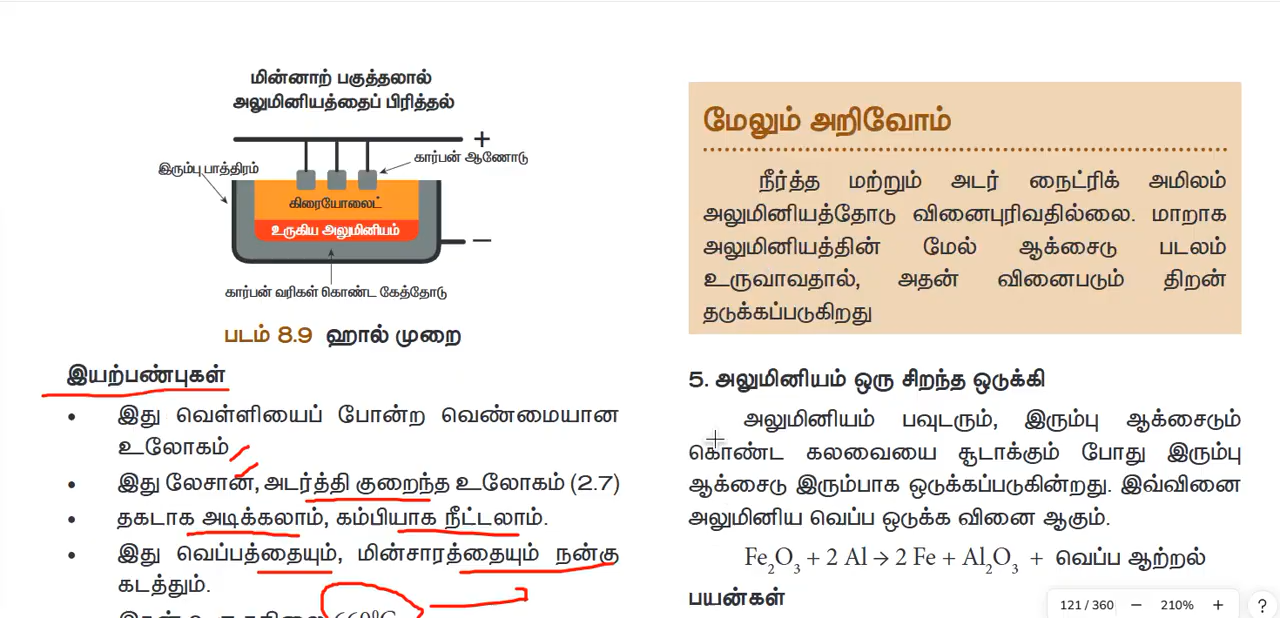 மின்னாற் பகுத்தலால்
அலுமினியத்தைப் பிரித்தல்
+
கார்பன் ஆனோடு
இரும்பு பாத்திரம்
கிரையோலைட்
உருகிய அலுமினியம்
−
கார்பன் வரிகள் கொண்ட கேத்தோடு
படம் 8.9 ஹால் முறை
இயற்பண்புகள்
• இது வெள்ளியைப் போன்ற வெண்மையான
உலோகம்
• இது லேசான, அடர்த்தி குறைந்த உலோகம் (2.7)
• தகடாக அடிக்கலாம், கம்பியாக நீட்டலாம்.
• இது வெப்பத்தையும், மின்சாரத்தையும் நன்கு
கடத்தும்.
மேலும் அறிவோம்
நீர்த்த மற்றும் அடர் நைட்ரிக் அமிலம்
அலுமினியத்தோடு வினைபுரிவதில்லை. மாறாக
அலுமினியத்தின் மேல் ஆக்சைடு படலம்
உருவாவதால், அதன் வினைபடும் திறன்
தடுக்கப்படுகிறது
5. அலுமினியம் ஒரு சிறந்த ஒடுக்கி
அலுமினியம் பவுடரும், இரும்பு ஆக்சைடும்
கொண்ட கலவையை சூடாக்கும் போது இரும்பு
ஆக்சைடு இரும்பாக ஒடுக்கப்படுகின்றது. இவ்வினை
அலுமினிய வெப்ப ஒடுக்க வினை ஆகும்.
Fe₂O₃ + 2 Al → 2 Fe + Al₂O₃ + வெப்ப ஆற்றல்
பயன்கள்
121 / 360 − 210% + ?